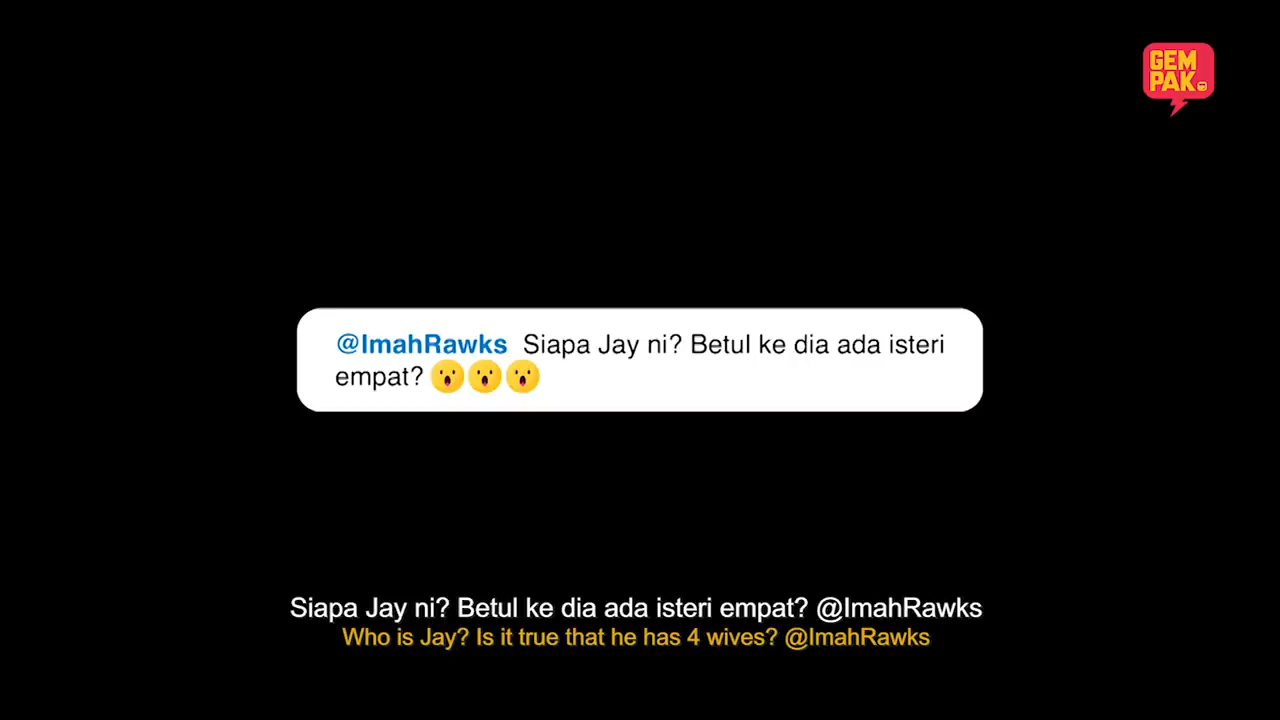 GEM
PAK
@ImahRawks Siapa Jay ni? Betul ke dia ada isteri
empat? 😮😮😮
Siapa Jay ni? Betul ke dia ada isteri empat? @ImahRawks
Who is Jay? Is it true that he has 4 wives? @ImahRawks